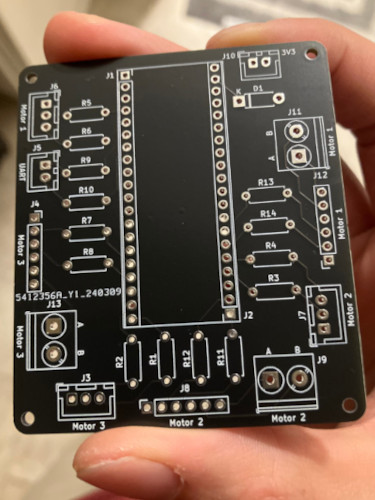 J10
3V3
J1
K
D1
J6
Motor 1
R5
J11
B
A
Motor 1
R6
J5
UART
R9
J12
Motor 1
R13
R10
J4
Motor 3
R14
R7
R4
R8
R3
5412356A_Y1_240309
J13
A
B
Motor 3
J2
J7
Motor 2
R2
R1
R12
R11
J9
A
B
Motor 2
J3
Motor 3
J8
Motor 2